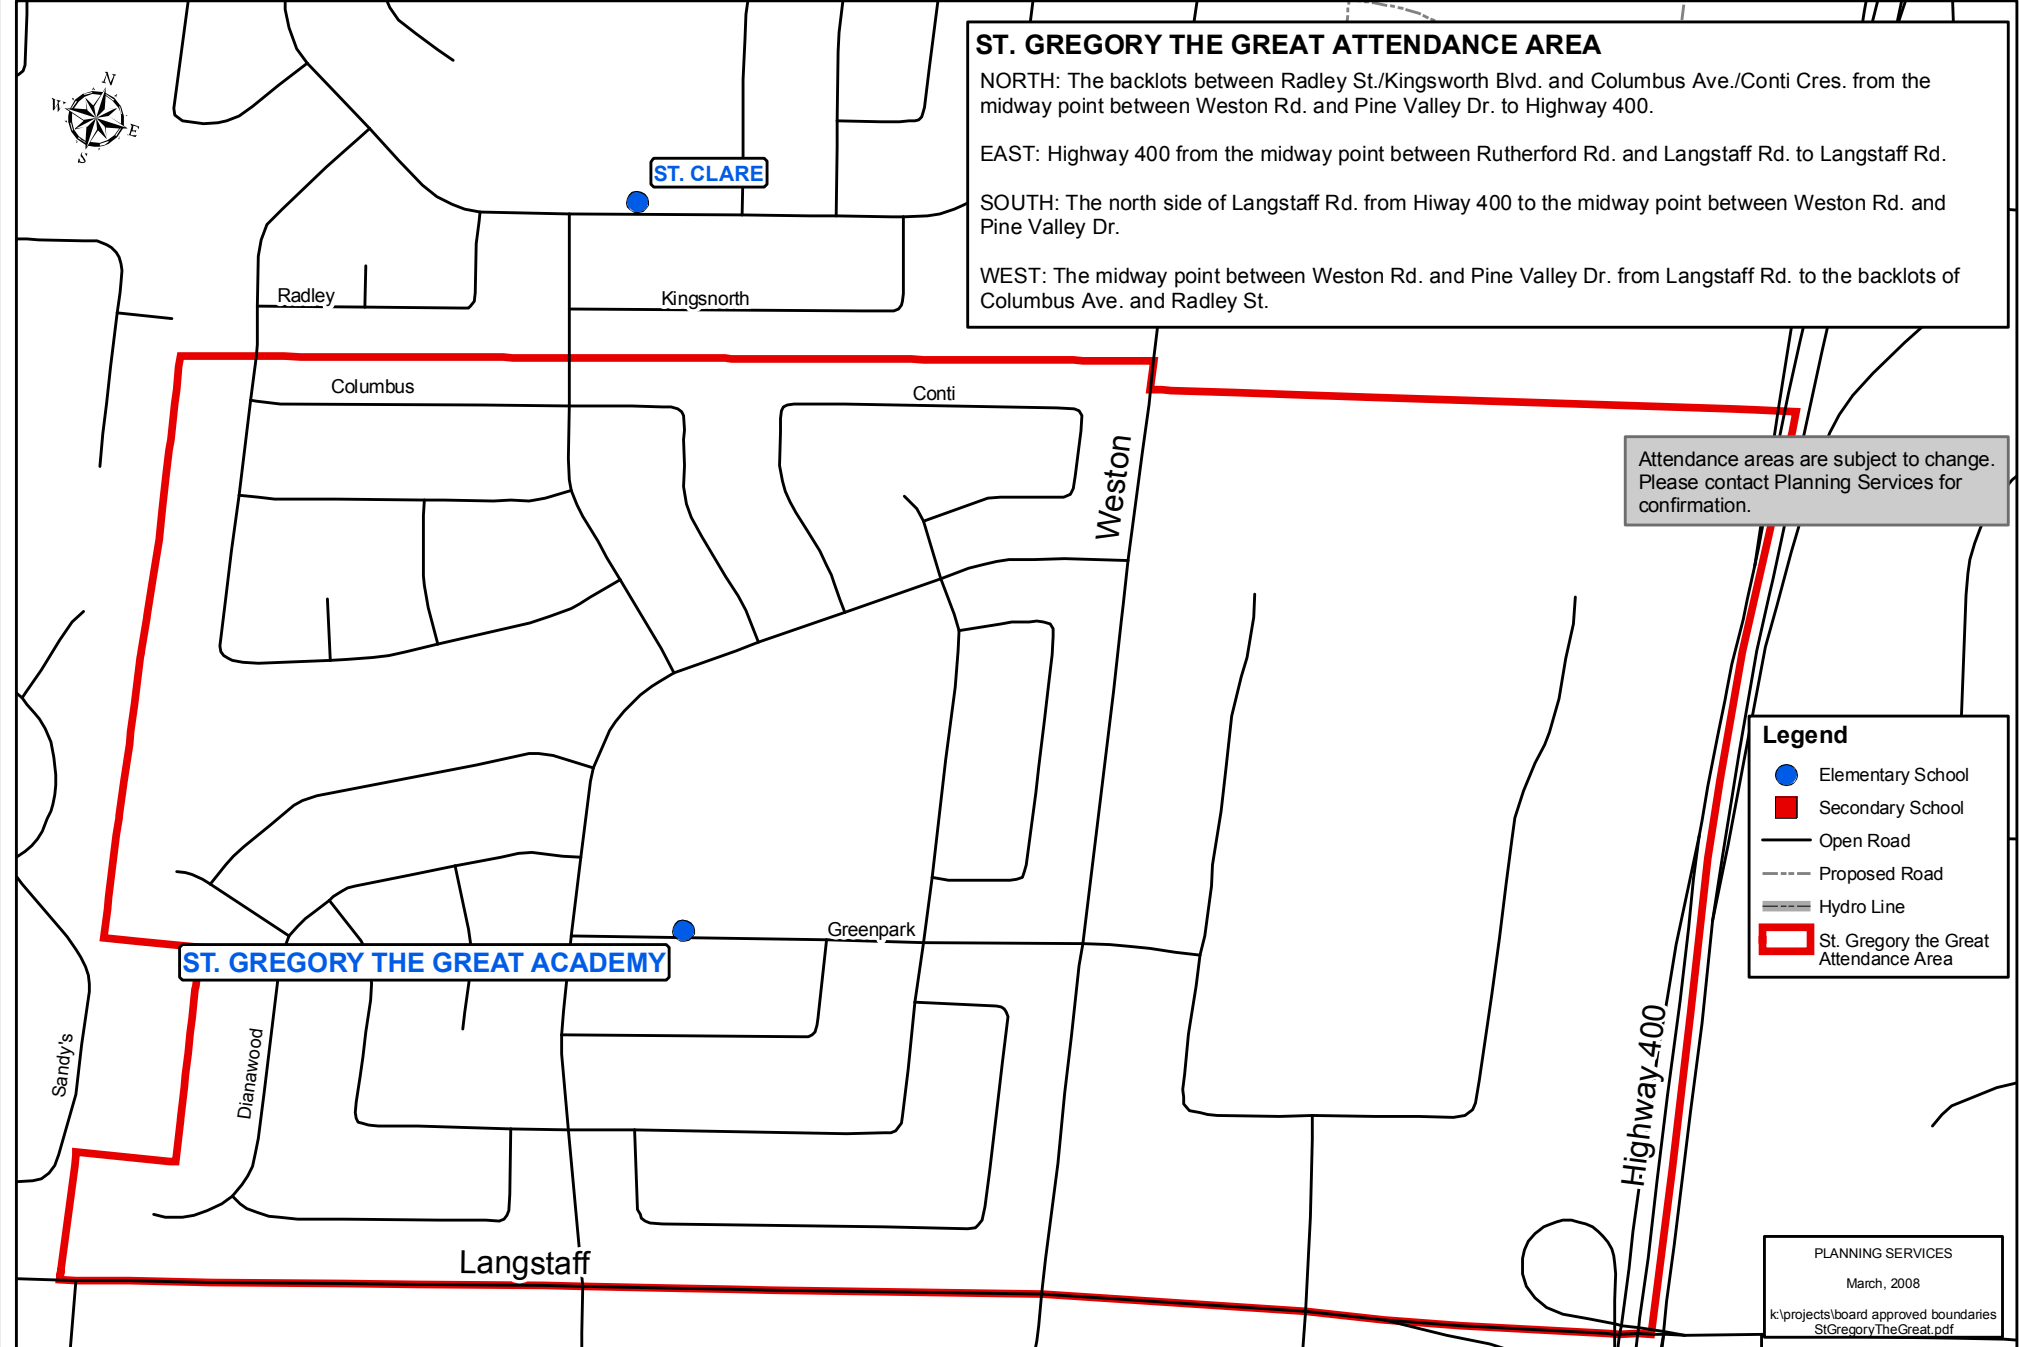 ST. GREGORY THE GREAT ATTENDANCE AREA
NORTH: The backlots between Radley St./Kingsworth Blvd. and Columbus Ave./Conti Cres. from the
midway point between Weston Rd. and Pine Valley Dr. to Highway 400.
EAST: Highway 400 from the midway point between Rutherford Rd. and Langstaff Rd. to Langstaff Rd.
SOUTH: The north side of Langstaff Rd. from Hiway 400 to the midway point between Weston Rd. and
Pine Valley Dr.
WEST: The midway point between Weston Rd. and Pine Valley Dr. from Langstaff Rd. to the backlots of
Columbus Ave. and Radley St.
N
W
E
S
ST. CLARE
Radley
Kingsnorth
Columbus
Conti
Weston
Attendance areas are subject to change.
Please contact Planning Services for
confirmation.
Legend
Elementary School
Secondary School
Open Road
Proposed Road
Hydro Line
St. Gregory the Great
Attendance Area
Greenpark
ST. GREGORY THE GREAT ACADEMY
Sandy's
Dianawood
Highway 400
Langstaff
PLANNING SERVICES
March, 2008
k:\projects\board approved boundaries
StGregoryTheGreat.pdf